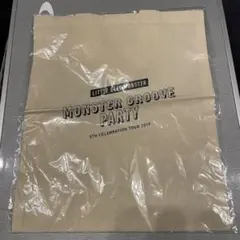 LITTLE GLEE MONSTER
MONSTER GROOVE
PARTY
5TH CELEBRATION TOUR 2019